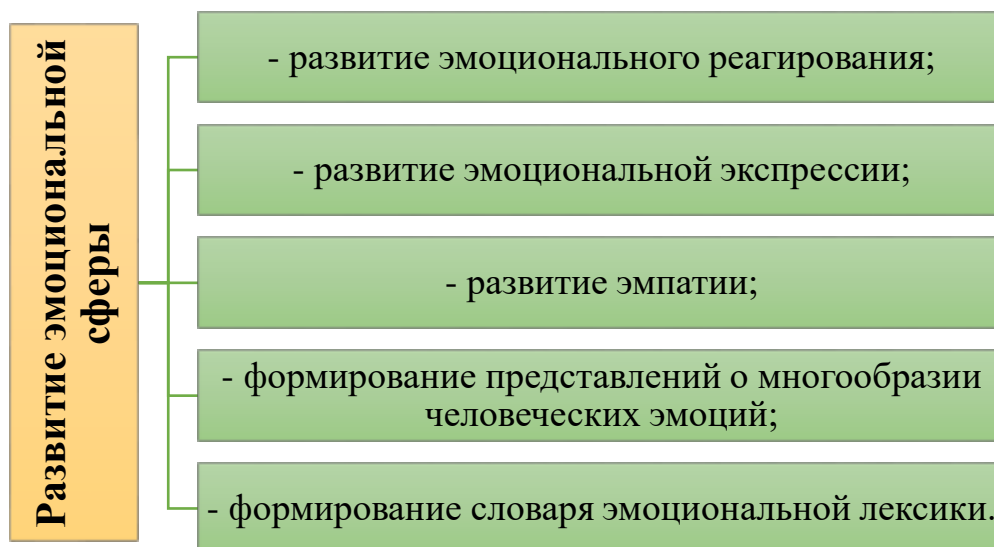 Развитие эмоциональной
сферы
- развитие эмоционального реагирования;
- развитие эмоциональной экспрессии;
- развитие эмпатии;
- формирование представлений о многообразии
человеческих эмоций;
- формирование словаря эмоциональной лексики.